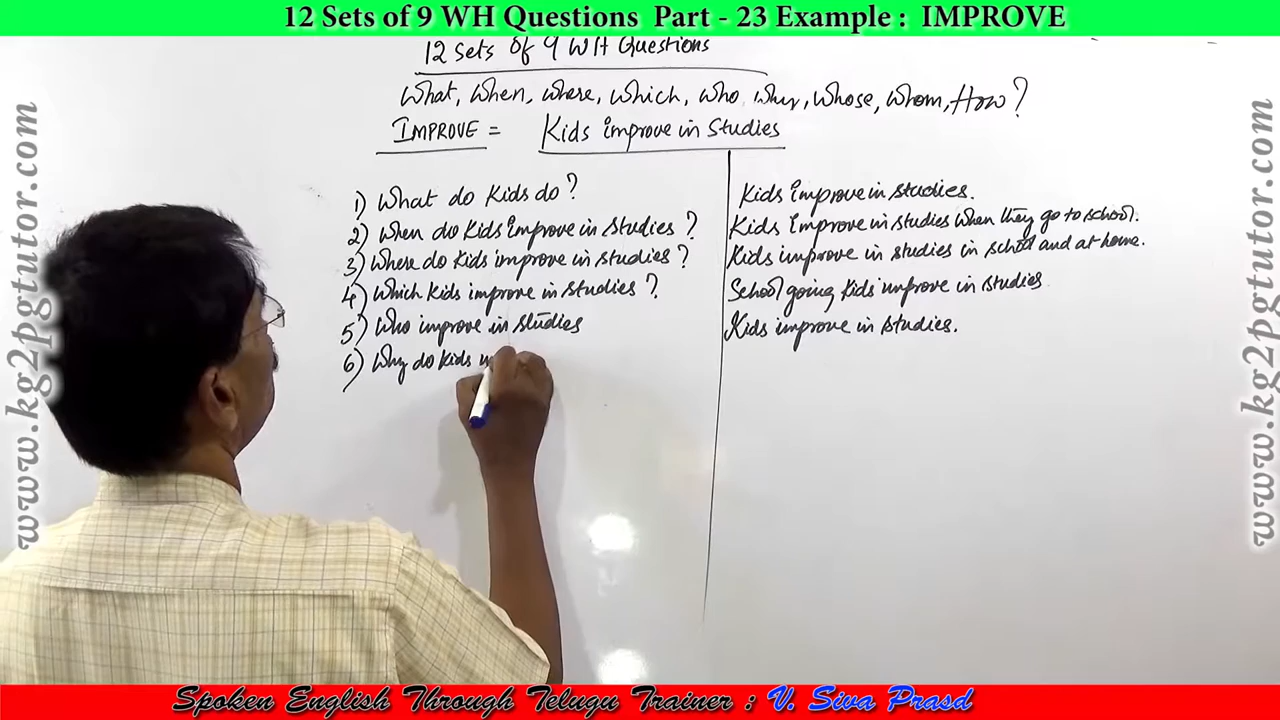 12 Sets of 9 WH Questions Part - 23 Example : IMPROVE
12 Sets of 9 WH Questions
What, When, Where, Which, Who, Why, Whose, Whom, How?
IMPROVE = Kids improve in Studies
1) What do Kids do? Kids Improve in studies.
2) When do Kids Improve in Studies? Kids Improve in studies when they go to school.
3) Where do Kids improve in studies? Kids improve in studies in school and at home.
4) Which Kids improve in studies? School going Kids improve in studies.
5) Who improve in studies Kids improve in studies.
6) Why do Kids
www.kg2pgtutor.com
www.kg2pgtutor.com
Spoken English Through Telugu Trainer : V. Siva Prasd